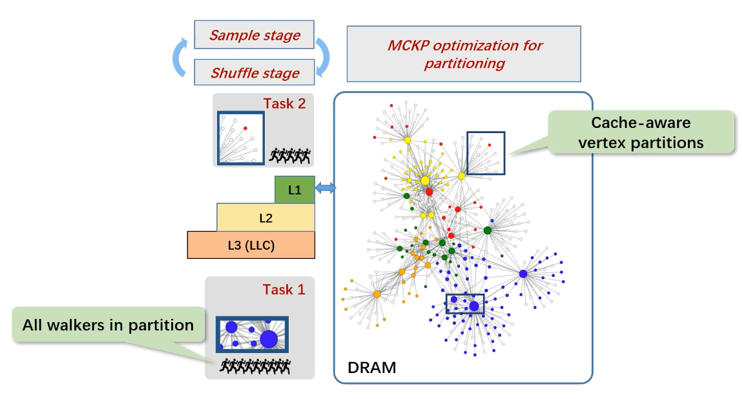 Sample stage
Shuffle stage
MCKP optimization for
partitioning
Task 2
Cache-aware
vertex partitions
L1
L2
L3 (LLC)
Task 1
All walkers in partition
DRAM